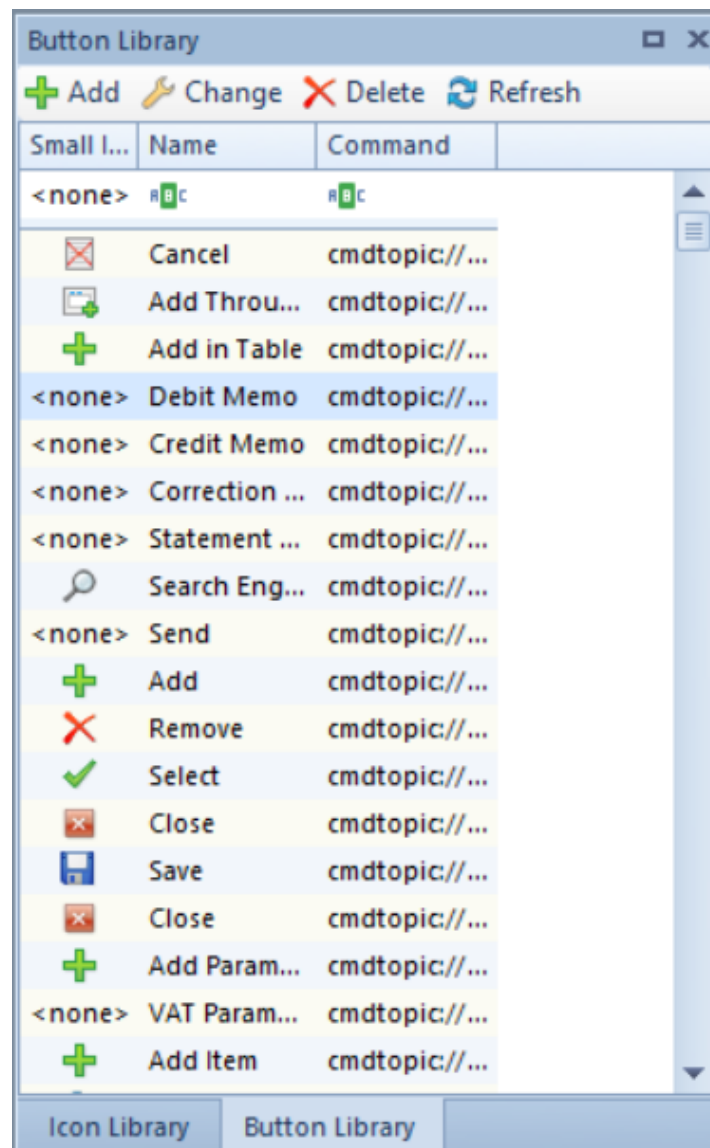 Button Library
Add Change Delete Refresh
Small I... Name Command
<none> ABC ABC
Cancel cmdtopic://...
Add Throu... cmdtopic://...
Add in Table cmdtopic://...
<none> Debit Memo cmdtopic://...
<none> Credit Memo cmdtopic://...
<none> Correction ... cmdtopic://...
<none> Statement ... cmdtopic://...
Search Eng... cmdtopic://...
<none> Send cmdtopic://...
Add cmdtopic://...
Remove cmdtopic://...
Select cmdtopic://...
Close cmdtopic://...
Save cmdtopic://...
Close cmdtopic://...
Add Param... cmdtopic://...
<none> VAT Param... cmdtopic://...
Add Item cmdtopic://...
Icon Library Button Library